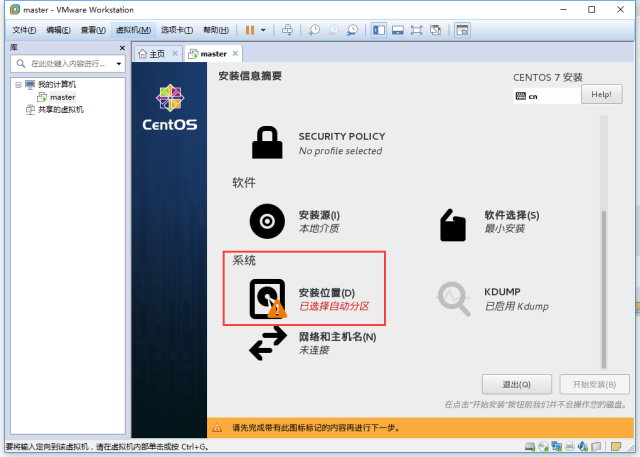 master - VMware Workstation
文件(F) 编辑(E) 查看(V) 虚拟机(M) 选项卡(T) 帮助(H)
库
在此处键入内容进行...
我的计算机
master
共享的虚拟机
主页 master
CentOS
安装信息摘要
CENTOS 7 安装
cn
Help!
SECURITY POLICY
No profile selected
软件
安装源(I)
本地介质
软件选择(S)
最小安装
系统
安装位置(D)
已选择自动分区
KDUMP
已启用 Kdump
网络和主机名(N)
未连接
退出(Q) 开始安装(B)
在点击"开始安装"按钮前我们并不会操作您的磁盘。
请先完成带有此图标标记的内容再进行下一步。
要将输入定向到该虚拟机，请在虚拟机内部单击或按 Ctrl+G。